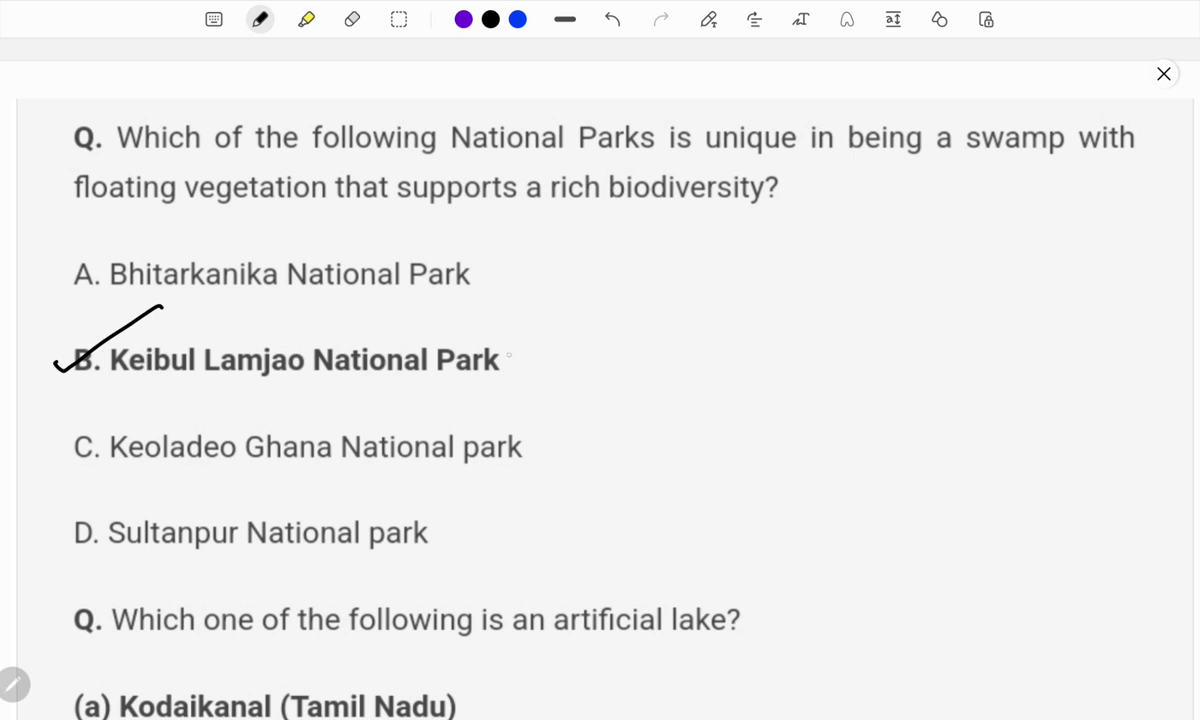 Q. Which of the following National Parks is unique in being a swamp with
floating vegetation that supports a rich biodiversity?
A. Bhitarkanika National Park
B. Keibul Lamjao National Park
C. Keoladeo Ghana National park
D. Sultanpur National park
Q. Which one of the following is an artificial lake?
(a) Kodaikanal (Tamil Nadu)